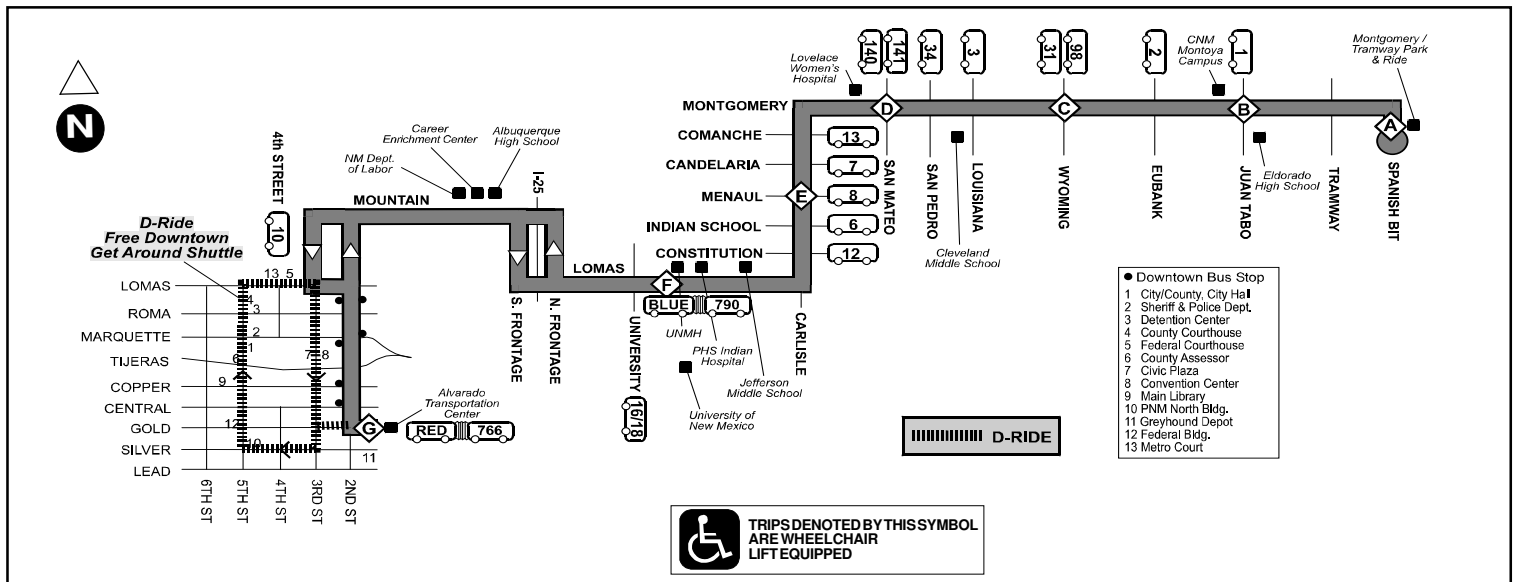 N
Lovelace
Women's
Hospital
140
141
34
3
31
98
2
CNM
Montoya
Campus
1
Montgomery /
Tramway Park
& Ride
MONTGOMERY
D
C
B
A
COMANCHE
13
CANDELARIA
7
MENAUL
E
8
INDIAN SCHOOL
6
CONSTITUTION
12
SAN MATEO
SAN PEDRO
LOUISIANA
WYOMING
EUBANK
JUAN TABO
TRAMWAY
SPANISH BIT
Cleveland
Middle School
Eldorado
High School
Career
Enrichment Center
Albuquerque
High School
NM Dept.
of Labor
4th STREET
10
MOUNTAIN
I-25
D-Ride
Free Downtown
Get Around Shuttle
LOMAS
F
S. FRONTAGE
N. FRONTAGE
UNIVERSITY
16/18
CARLISLE
BLUE
790
UNMH
PHS Indian
Hospital
Jefferson
Middle School
University of
New Mexico
13 5
LOMAS
4
ROMA
3
MARQUETTE
2
1
TIJERAS
6
7
8
COPPER
9
CENTRAL
GOLD
12
SILVER
10
11
LEAD
6TH ST
5TH ST
4TH ST
3RD ST
2ND ST
G
Alvarado
Transportation
Center
RED
766
D-RIDE
Downtown Bus Stop
1 City/County, City Hall
2 Sheriff & Police Dept.
3 Detention Center
4 County Courthouse
5 Federal Courthouse
6 County Assessor
7 Civic Plaza
8 Convention Center
9 Main Library
10 PNM North Bldg.
11 Greyhound Depot
12 Federal Bldg.
13 Metro Court
TRIPS DENOTED BY THIS SYMBOL
ARE WHEELCHAIR
LIFT EQUIPPED